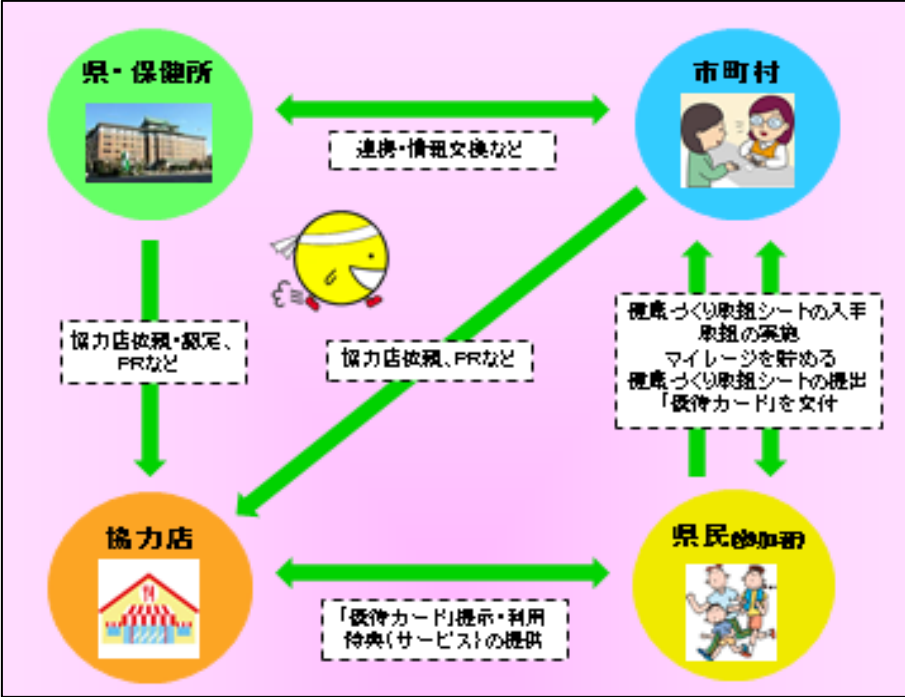 県・保健所
市町村
連携・情報交換など
協力店依頼・認定、
PRなど
協力店依頼、PRなど
健康づくり取組シートの入手
取組の実施
マイレージを貯める
健康づくり取組シートの提出
「優待カード」を交付
協力店
県民(参加者)
「優待カード」提示・利用
特典(サービス)の提供